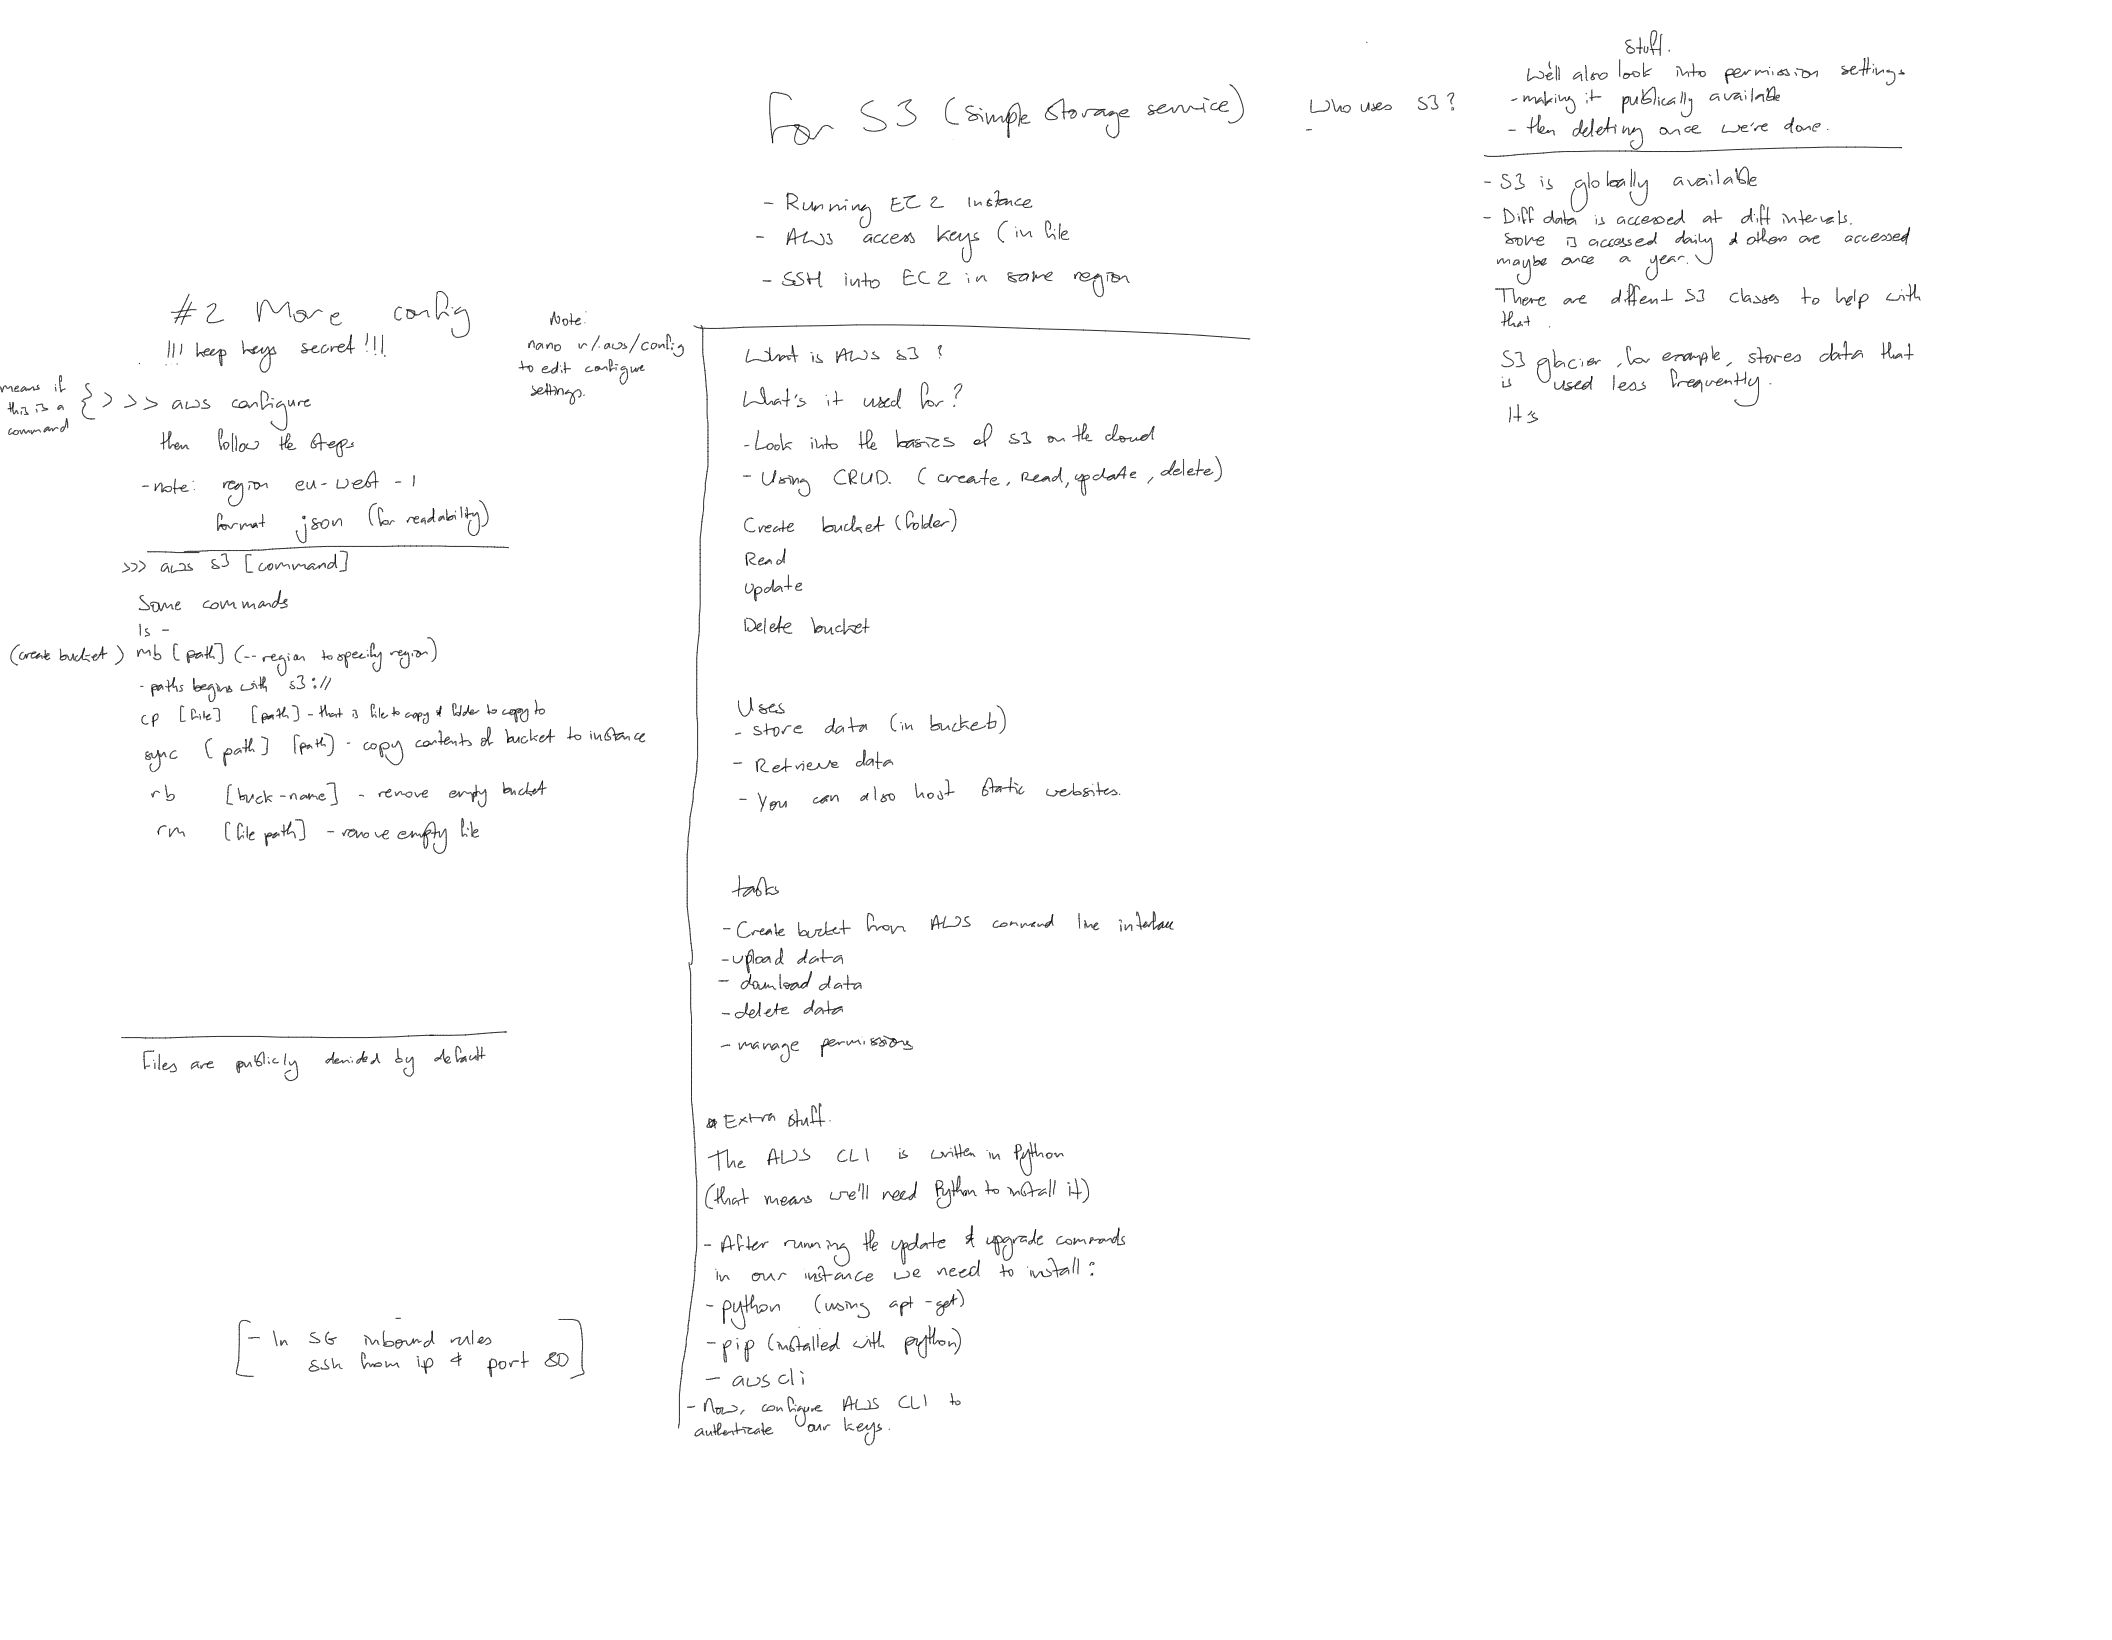 For S3 (simple storage service)
- Running EC2 instance
- AWS access keys (in file
- SSH into EC2 in same region
What is AWS S3?
What's it used for?
- Look into the basics of S3 on the cloud
- Using CRUD. (create, read, update, delete)
Create bucket (folder)
Read
Update
Delete bucket
Uses
- store data (in buckets)
- Retrieve data
- You can also host static websites.
tasks
- Create bucket from AWS command line interface
- upload data
- download data
- delete data
- manage permissions
* Extra stuff.
The AWS CLI is written in Python
(that means we'll need Python to install it)
- After running the update & upgrade commands
in our instance we need to install:
- python (using apt-get)
- pip (installed with python)
- aws cli
- Now, configure AWS CLI to
authenticate our keys.
#2 More config
!!! keep keys secret!!!
means if
this is a
command
{ >>> aws configure
then follow the steps
- note: region eu-west-1
format json (for readability)
Note:
nano ~/.aws/config
to edit configure
settings.
>>> aws s3 [command]
Some commands
ls -
(create bucket) mb [path] (--region to specify region)
- paths begins with s3://
cp [file] [path] - that is file to copy & folder to copy to
sync [path] [path] - copy contents of bucket to instance
rb [buck-name] - remove empty bucket
rm [file path] - remove empty file
Files are publicly denided by default
[- In SG inbound rules
ssh from ip & port 80]
Who uses S3?
-
Stuff.
We'll also look into permission settings
- making it publically available
- then deleting once we're done.
- S3 is globally available
- Diff data is accessed at diff intervals.
Some is accessed daily & others are accessed
maybe once a year.
There are diffent S3 classes to help with
that.
S3 glacier, for example, stores data that
is used less frequently.
It's